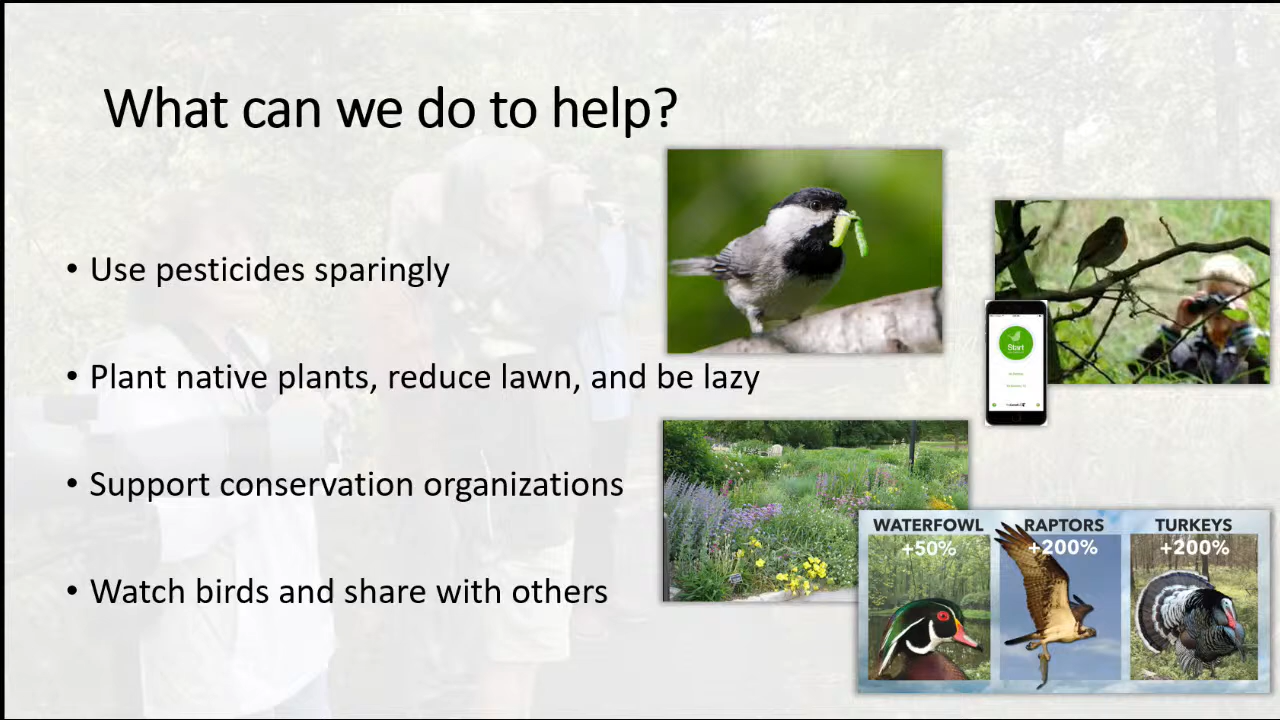 What can we do to help?
• Use pesticides sparingly
• Plant native plants, reduce lawn, and be lazy
• Support conservation organizations
• Watch birds and share with others
Start
WATERFOWL
+50%
RAPTORS
+200%
TURKEYS
+200%